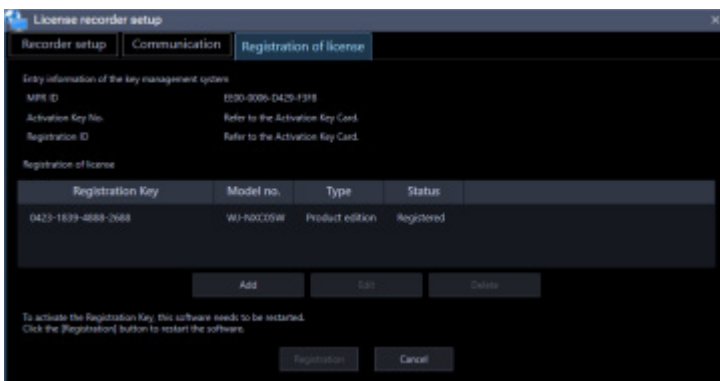 License recorder setup
Recorder setup Communication Registration of license
Entry information of the key management system
MPR ID
Activation Key No. Refer to the Activation Key Card.
Registration ID Refer to the Activation Key Card.
Registration of license
Registration Key Model no. Type Status
0423-1839-4888-2688 WJ-NXC05W Product edition Registered
Add Edit Delete
To activate the Registration Key, this software needs to be restarted.
Click the [Registration] button to restart the software.
Registration Cancel